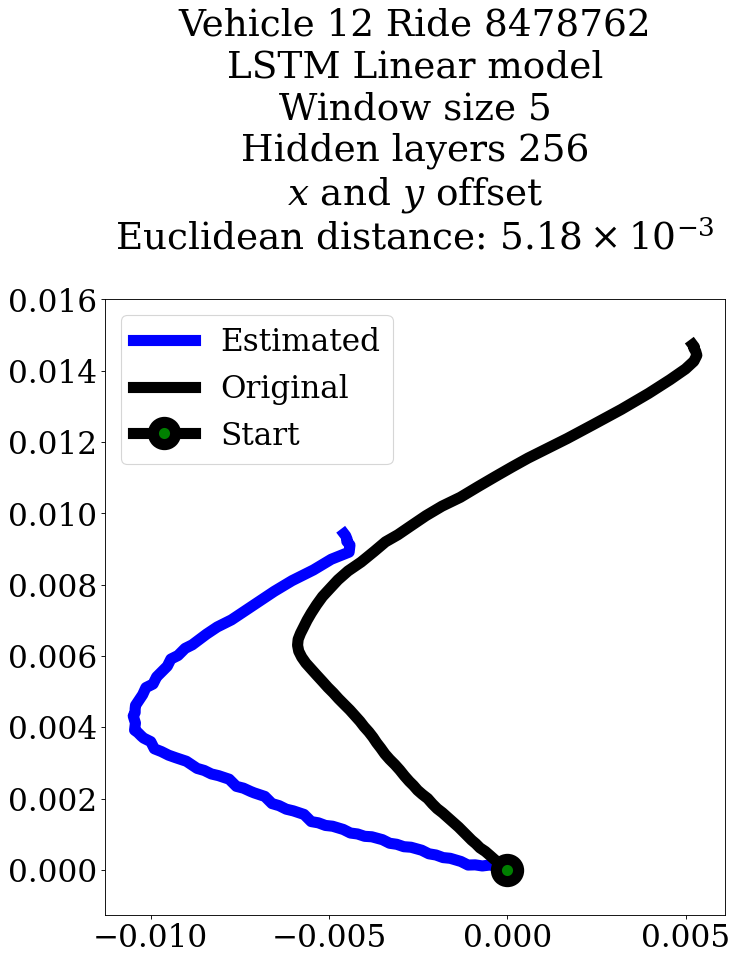 Vehicle 12 Ride 8478762
LSTM Linear model
Window size 5
Hidden layers 256
x and y offset
Euclidean distance: 5.18 × 10⁻³
0.016
0.014
0.012
0.010
0.008
0.006
0.004
0.002
0.000
Estimated
Original
Start
−0.010
−0.005
0.000
0.005